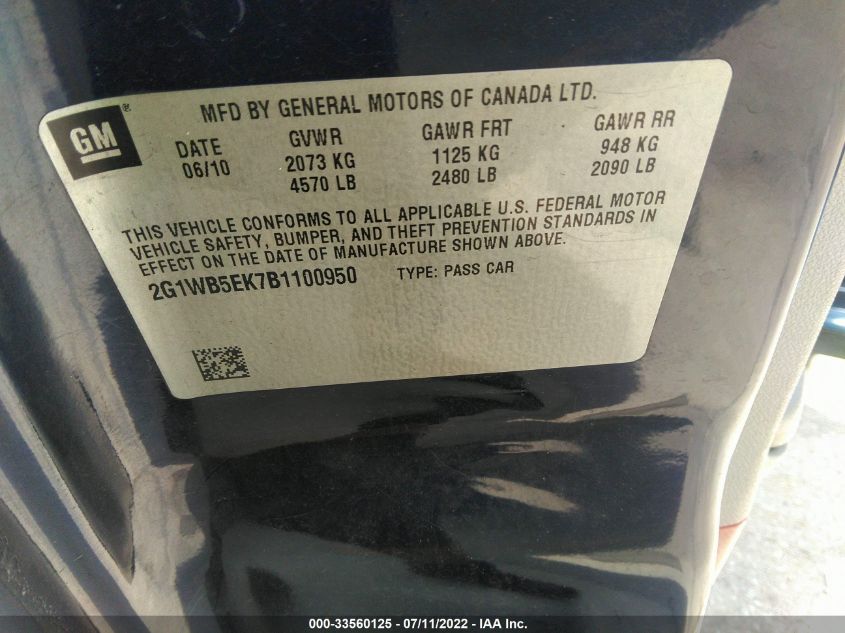 GM ®
MFD BY GENERAL MOTORS OF CANADA LTD.
DATE GVWR GAWR FRT GAWR RR
06/10 2073 KG 1125 KG 948 KG
4570 LB 2480 LB 2090 LB
THIS VEHICLE CONFORMS TO ALL APPLICABLE U.S. FEDERAL MOTOR
VEHICLE SAFETY, BUMPER, AND THEFT PREVENTION STANDARDS IN
EFFECT ON THE DATE OF MANUFACTURE SHOWN ABOVE.
2G1WB5EK7B1100950 TYPE: PASS CAR
000-33560125 - 07/11/2022 - IAA Inc.